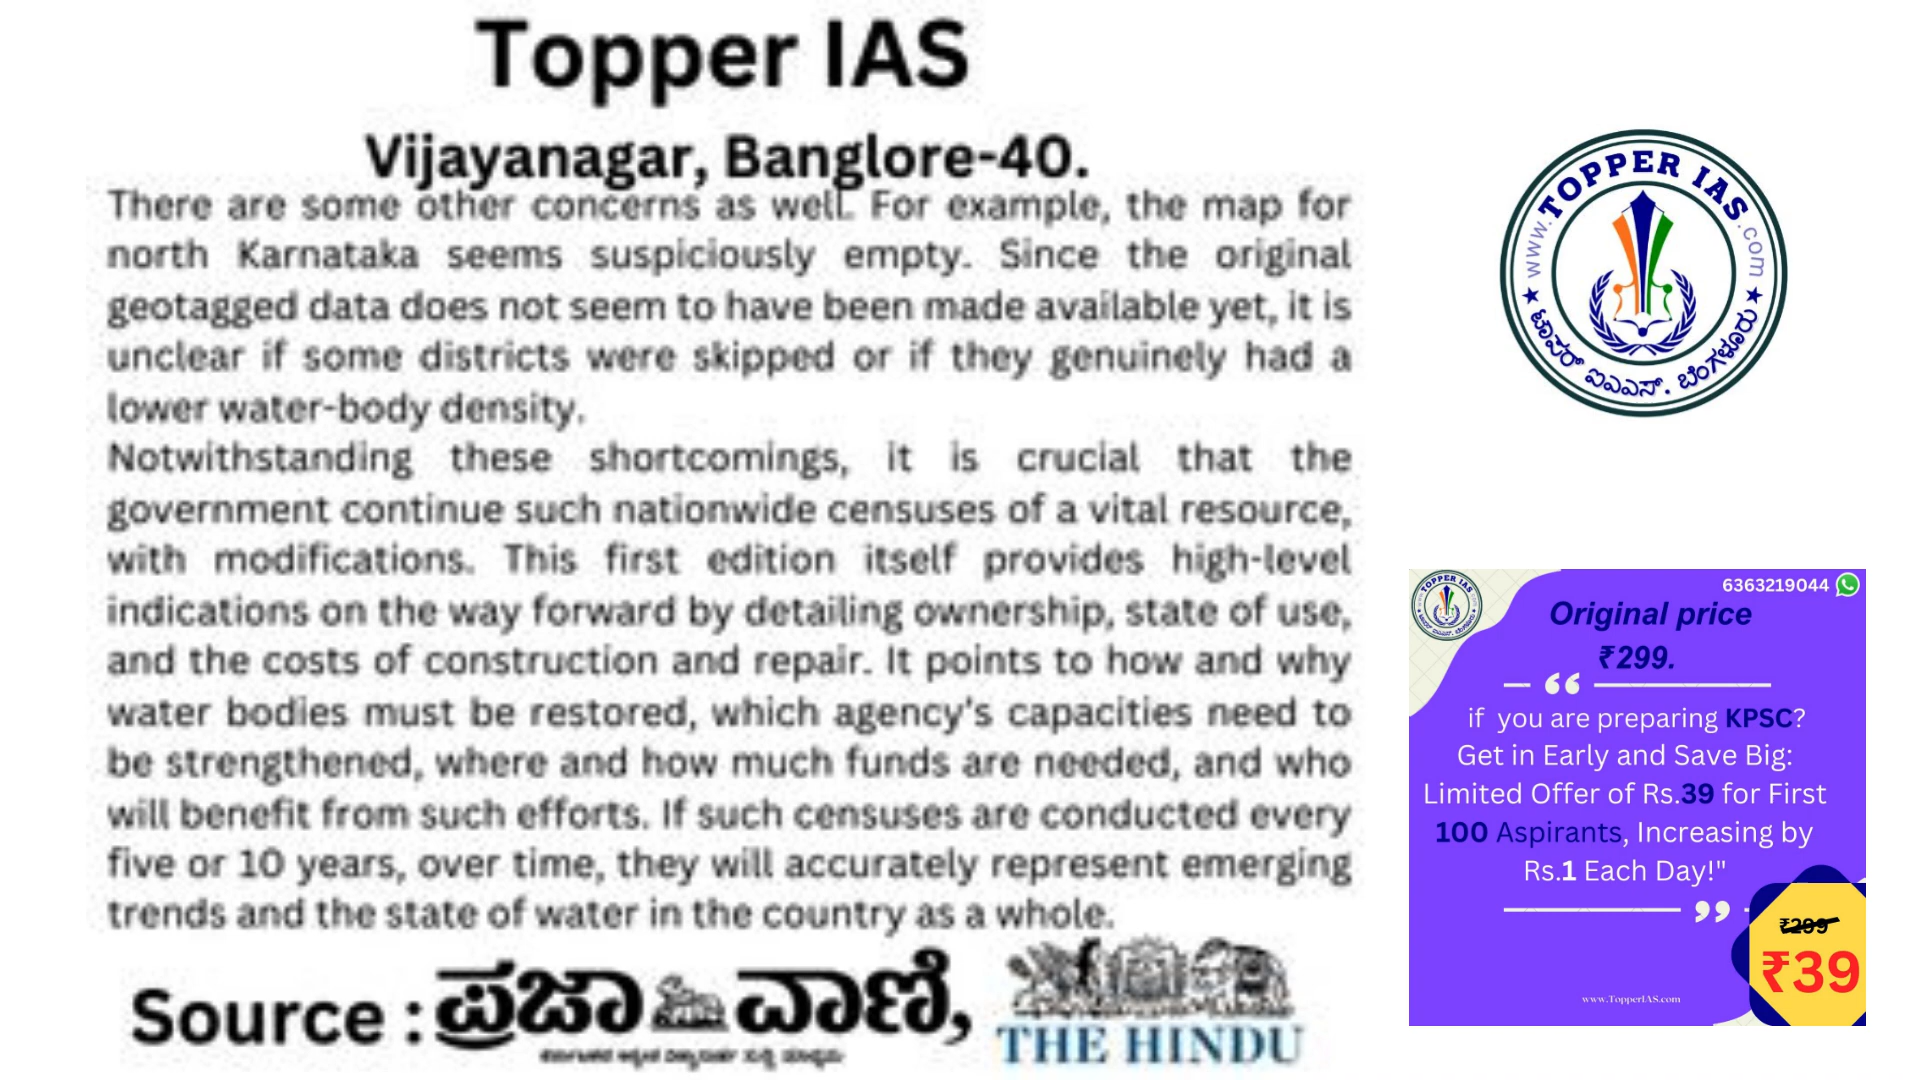 Topper IAS
Vijayanagar, Banglore-40.
There are some other concerns as well. For example, the map for
north Karnataka seems suspiciously empty. Since the original
geotagged data does not seem to have been made available yet, it is
unclear if some districts were skipped or if they genuinely had a
lower water-body density.
Notwithstanding these shortcomings, it is crucial that the
government continue such nationwide censuses of a vital resource,
with modifications. This first edition itself provides high-level
indications on the way forward by detailing ownership, state of use,
and the costs of construction and repair. It points to how and why
water bodies must be restored, which agency's capacities need to
be strengthened, where and how much funds are needed, and who
will benefit from such efforts. If such censuses are conducted every
five or 10 years, over time, they will accurately represent emerging
trends and the state of water in the country as a whole.
Source : ಪ್ರಜಾವಾಣಿ,
THE HINDU
www.TOPPER IAS.com
ಟಾಪರ್ ಐಎಎಸ್. ಬೆಂಗಳೂರು
TOPPER IAS
6363219044
Original price
₹299.
“
if you are preparing KPSC?
Get in Early and Save Big:
Limited Offer of Rs.39 for First
100 Aspirants, Increasing by
Rs.1 Each Day!"
”
₹299
₹39
www.TopperIAS.com